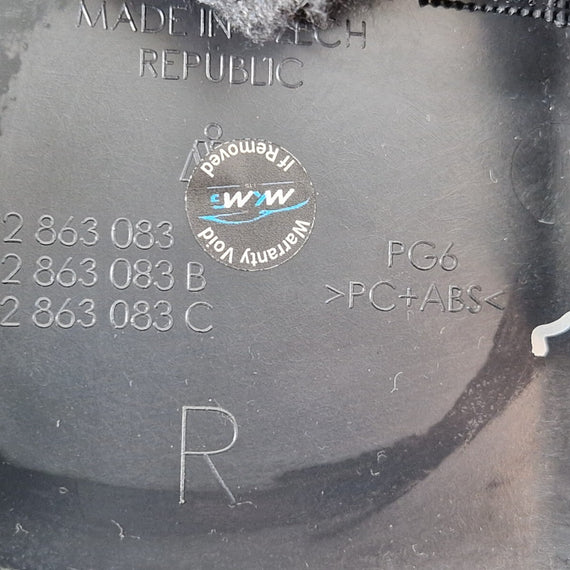 MADE IN CZECH
REPUBLIC
If Removed
Warranty Void
2 863 083
2 863 083 B
2 863 083 C
PG6
>PC+ABS<
R